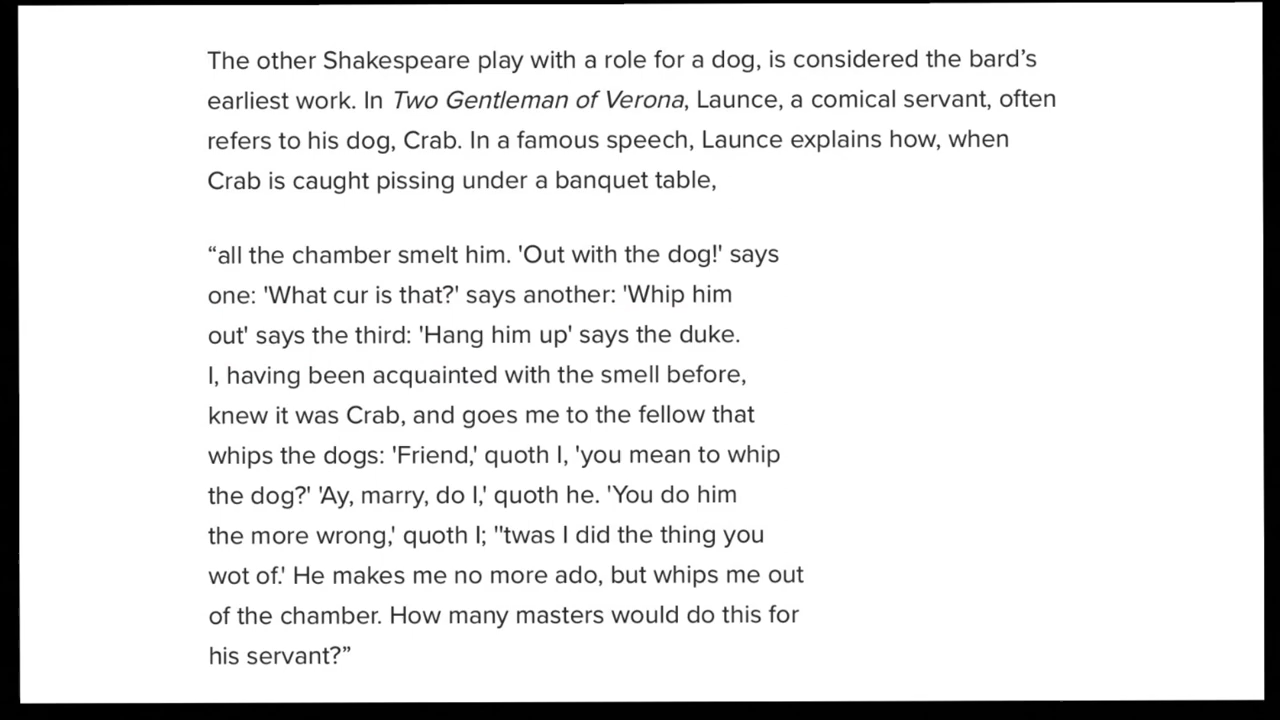 The other Shakespeare play with a role for a dog, is considered the bard’s
earliest work. In Two Gentleman of Verona, Launce, a comical servant, often
refers to his dog, Crab. In a famous speech, Launce explains how, when
Crab is caught pissing under a banquet table,
“all the chamber smelt him. 'Out with the dog!' says
one: 'What cur is that?' says another: 'Whip him
out' says the third: 'Hang him up' says the duke.
I, having been acquainted with the smell before,
knew it was Crab, and goes me to the fellow that
whips the dogs: 'Friend,' quoth I, 'you mean to whip
the dog?' 'Ay, marry, do I,' quoth he. 'You do him
the more wrong,' quoth I; ''twas I did the thing you
wot of.' He makes me no more ado, but whips me out
of the chamber. How many masters would do this for
his servant?”